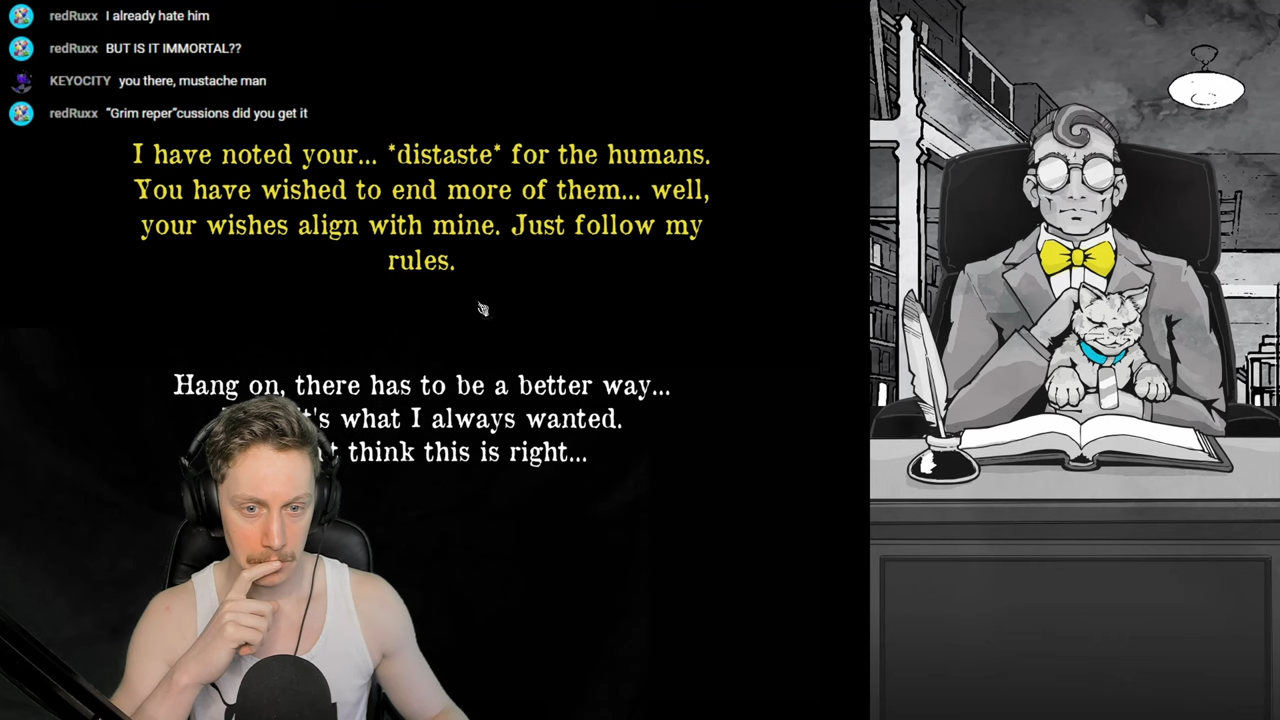 redRuxx I already hate him
redRuxx BUT IS IT IMMORTAL??
KEYOCITY you there, mustache man
redRuxx "Grim reper"cussions did you get it
I have noted your... *distaste* for the humans.
You have wished to end more of them... well,
your wishes align with mine. Just follow my
rules.
Hang on, there has to be a better way...
it's what I always wanted.
think this is right...